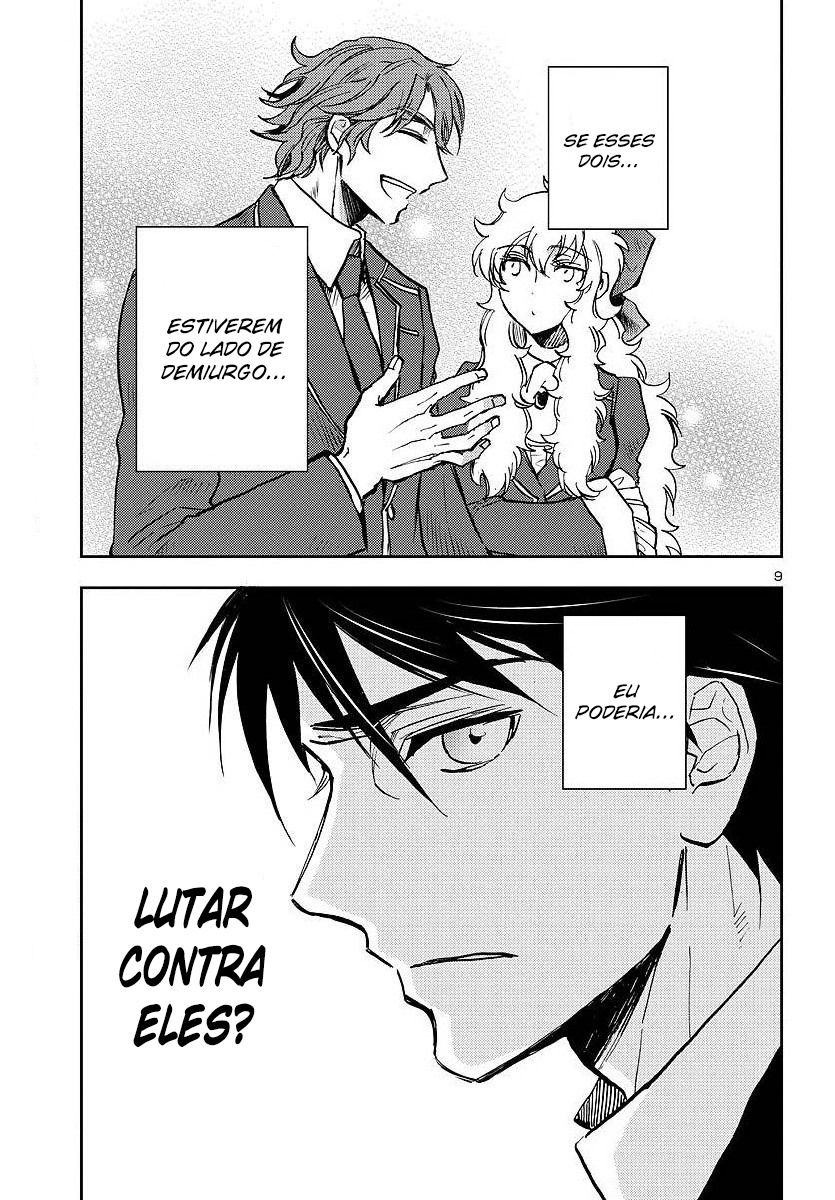 SE ESSES
DOIS...
ESTIVEREM
DO LADO DE
DEMIURGO...
9
EU
PODERIA...
LUTAR
CONTRA
ELES?